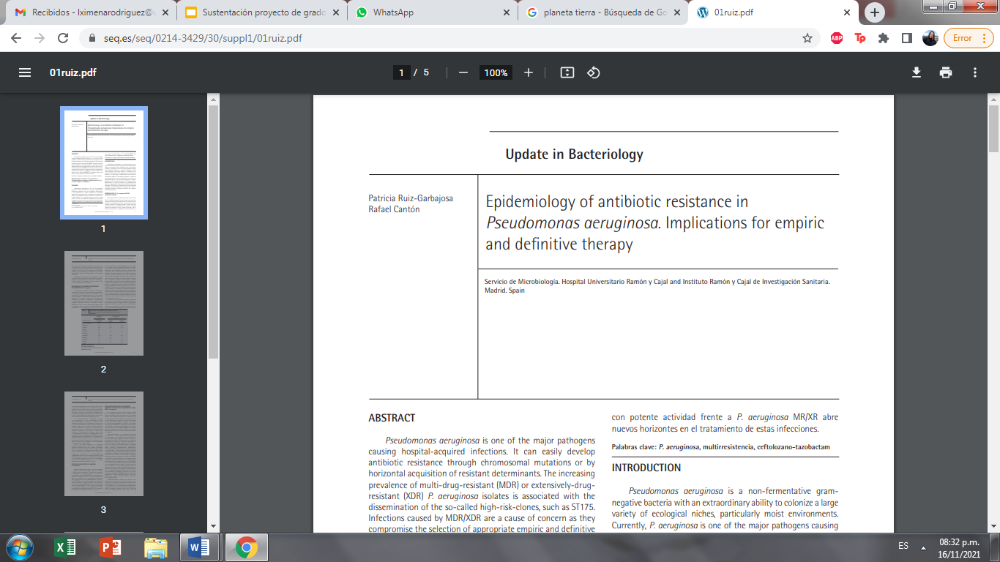 Recibidos - lximenarodriguez@
Sustentación proyecto de grado
WhatsApp
planeta tierra - Búsqueda de Go
01ruiz.pdf
seq.es/seq/0214-3429/30/suppl1/01ruiz.pdf
ABP
Error
01ruiz.pdf
1 / 5
100%
Update in Bacteriology
Patricia Ruiz-Garbajosa
Rafael Cantón
Epidemiology of antibiotic resistance in
Pseudomonas aeruginosa. Implications for empiric
and definitive therapy
Servicio de Microbiología. Hospital Universitario Ramón y Cajal and Instituto Ramón y Cajal de Investigación Sanitaria.
Madrid. Spain
ABSTRACT
Pseudomonas aeruginosa is one of the major pathogens
causing hospital-acquired infections. It can easily develop
antibiotic resistance through chromosomal mutations or by
horizontal acquisition of resistant determinants. The increasing
prevalence of multi-drug-resistant (MDR) or extensively-drug-
resistant (XDR) P. aeruginosa isolates is associated with the
dissemination of the so-called high-risk-clones, such as ST175.
Infections caused by MDR/XDR are a cause of concern as they
compromise the selection of appropriate empiric and definitive
con potente actividad frente a P. aeruginosa MR/XR abre
nuevos horizontes en el tratamiento de estas infecciones.
Palabras clave: P. aeruginosa, multirresistencia, ceftolozano-tazobactam
INTRODUCTION
Pseudomonas aeruginosa is a non-fermentative gram-
negative bacteria with an extraordinary ability to colonize a large
variety of ecological niches, particularly moist environments.
Currently, P. aeruginosa is one of the major pathogens causing
1
2
3
ES
08:32 p.m.
16/11/2021